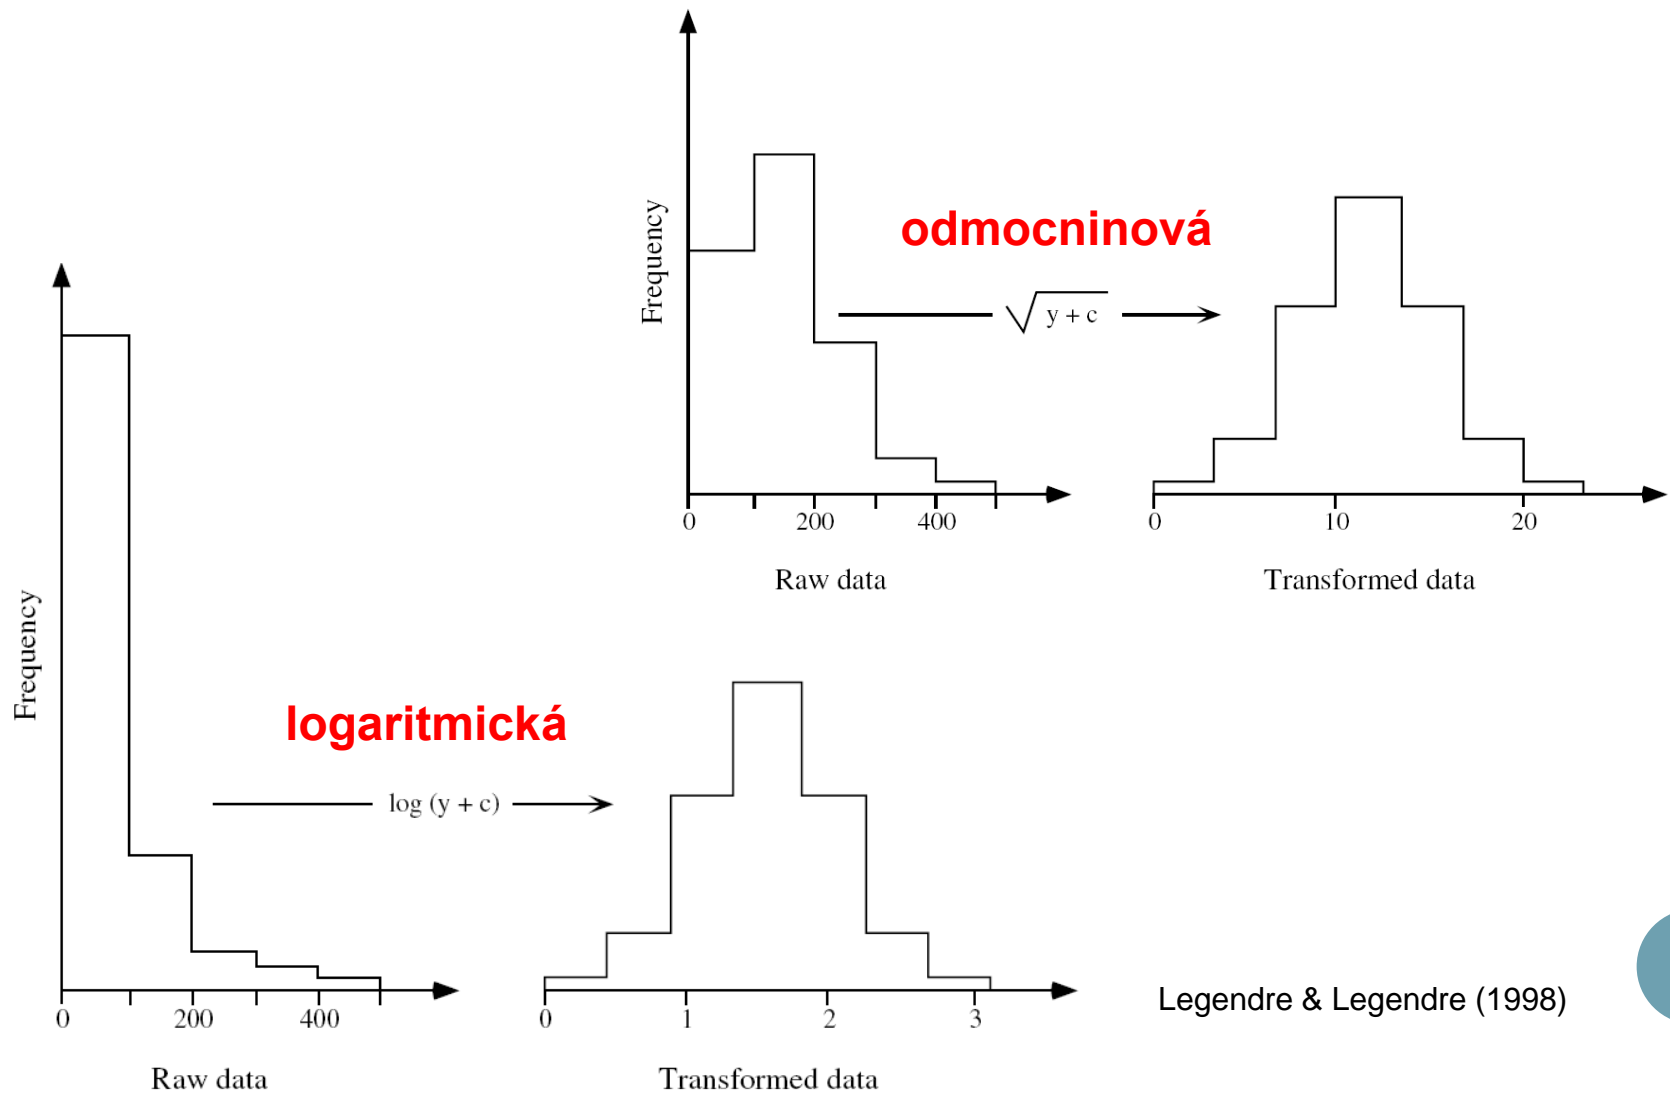 Frequency
odmocninová
√y + c
0 200 400
Raw data
0 10 20
Transformed data
Frequency
logaritmická
log (y + c)
0 200 400
Raw data
0 1 2 3
Transformed data
Legendre & Legendre (1998)